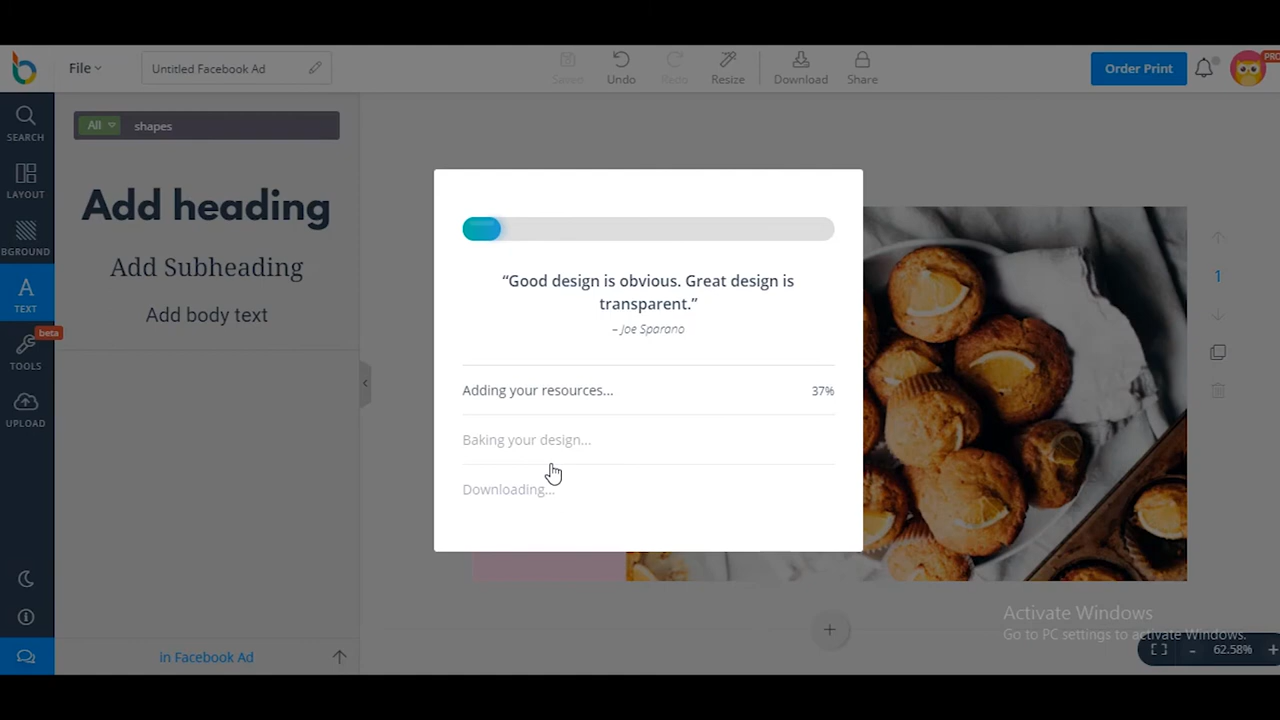 File
Untitled Facebook Ad
Saved
Undo
Redo
Resize
Download
Share
Order Print
PRO
SEARCH
LAYOUT
BGROUND
TEXT
beta
TOOLS
UPLOAD
All
shapes
Add heading
Add Subheading
Add body text
in Facebook Ad
“Good design is obvious. Great design is
transparent.”
– Joe Sparano
Adding your resources... 37%
Baking your design...
Downloading...
1
Activate Windows
Go to PC settings to activate Windows.
62.58%